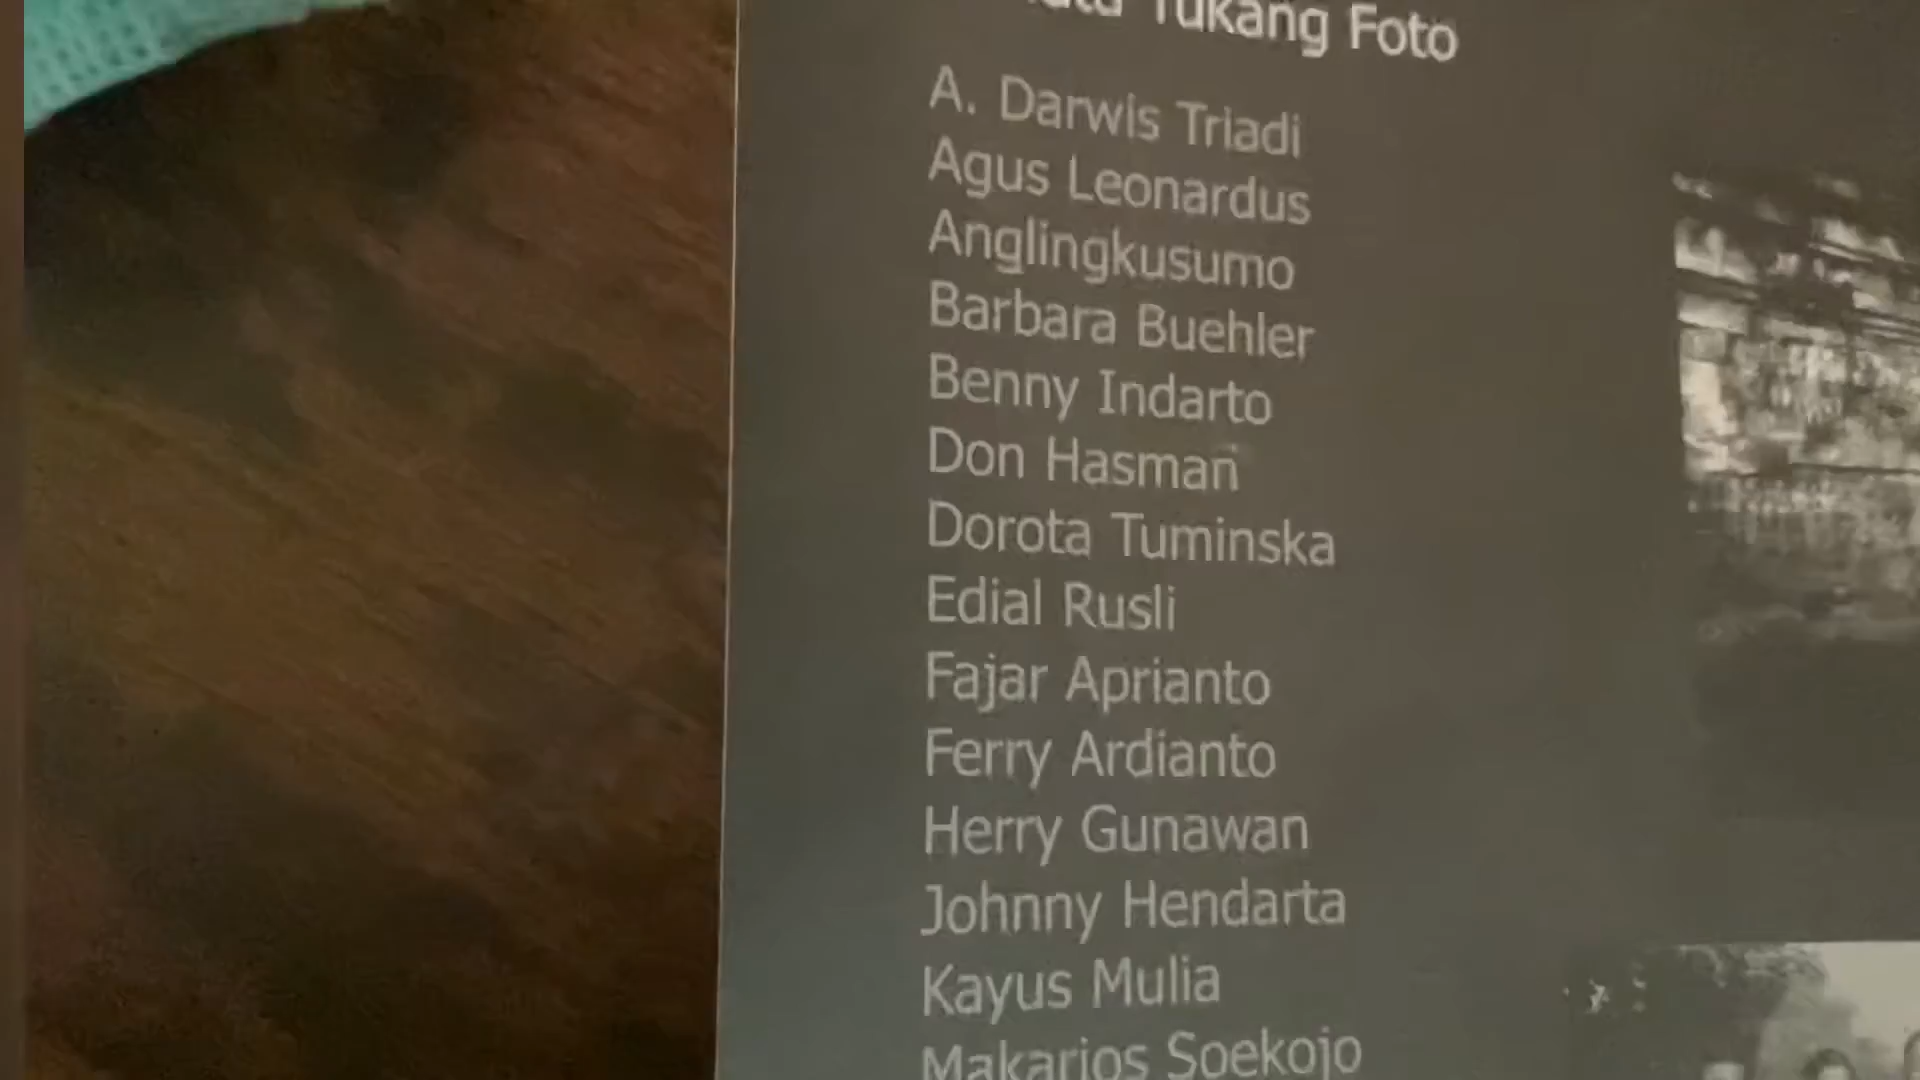 Tukang Foto
A. Darwis Triadi
Agus Leonardus
Anglingkusumo
Barbara Buehler
Benny Indarto
Don Hasman
Dorota Tuminska
Edial Rusli
Fajar Aprianto
Ferry Ardianto
Herry Gunawan
Johnny Hendarta
Kayus Mulia
Makarios Soekojo